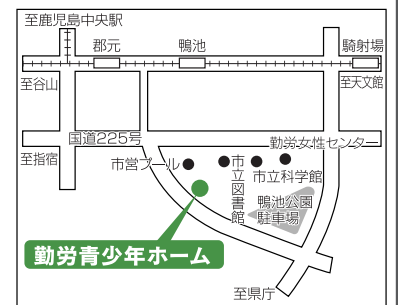 至鹿児島中央駅
郡元
鴨池
騎射場
至谷山
至天文館
国道225号
勤労女性センター
至指宿
市営プール
市立図書館
市立科学館
鴨池公園
駐車場
勤労青少年ホーム
至県庁